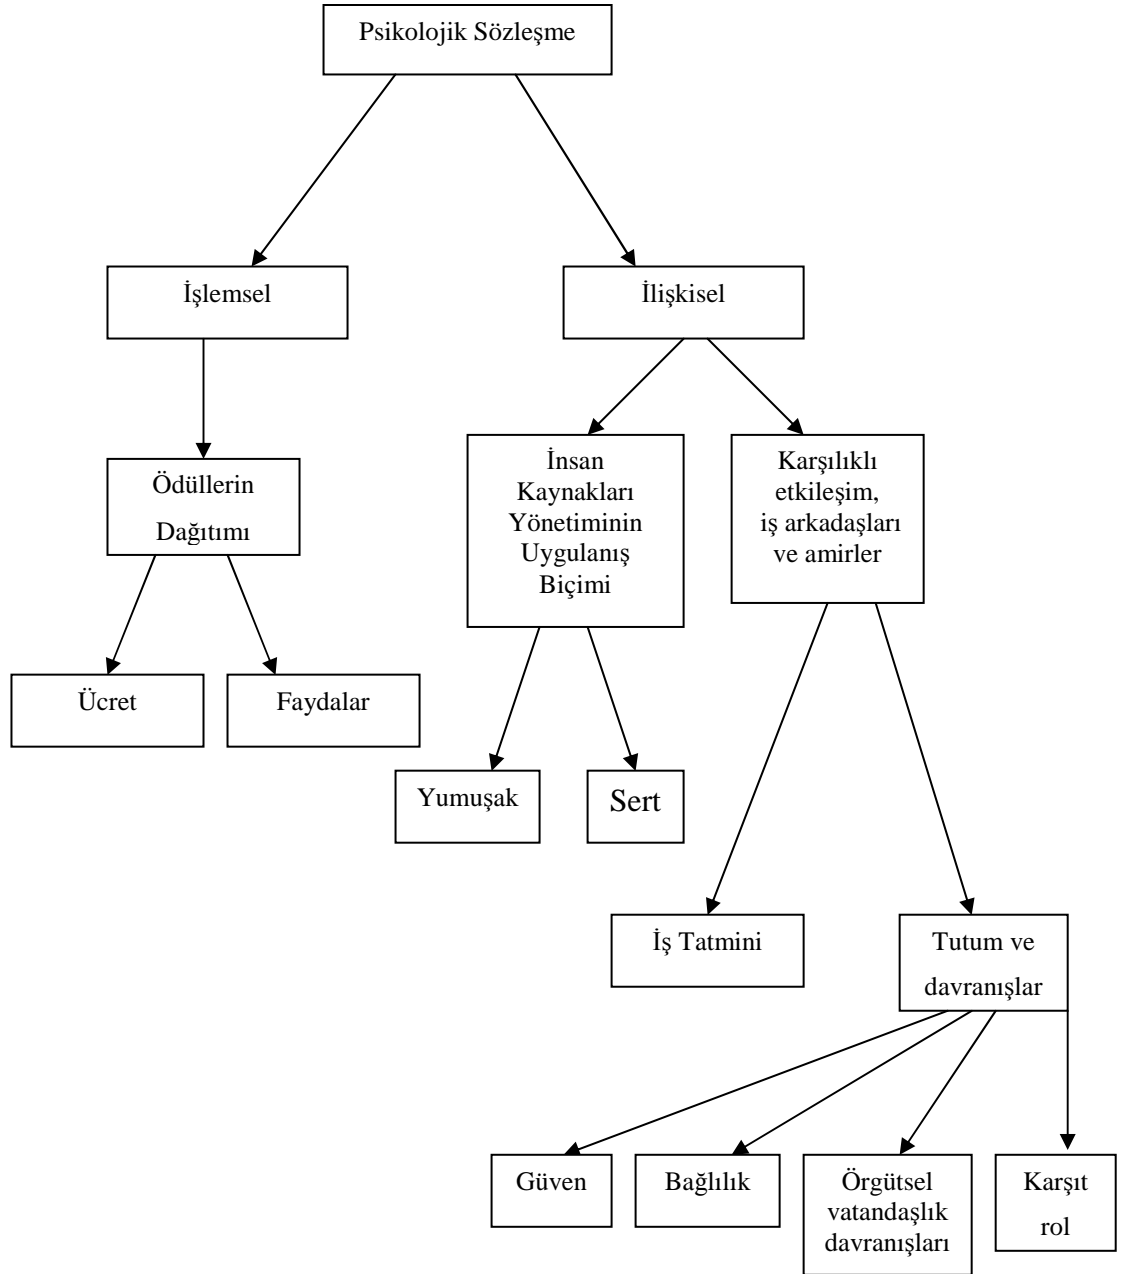 Psikolojik Sözleşme
İşlemsel
İlişkisel
Ödüllerin
Dağıtımı
İnsan
Kaynakları
Yönetiminin
Uygulanış
Biçimi
Karşılıklı
etkileşim,
iş arkadaşları
ve amirler
Ücret
Faydalar
Yumuşak
Sert
İş Tatmini
Tutum ve
davranışlar
Güven
Bağlılık
Örgütsel
vatandaşlık
davranışları
Karşıt
rol